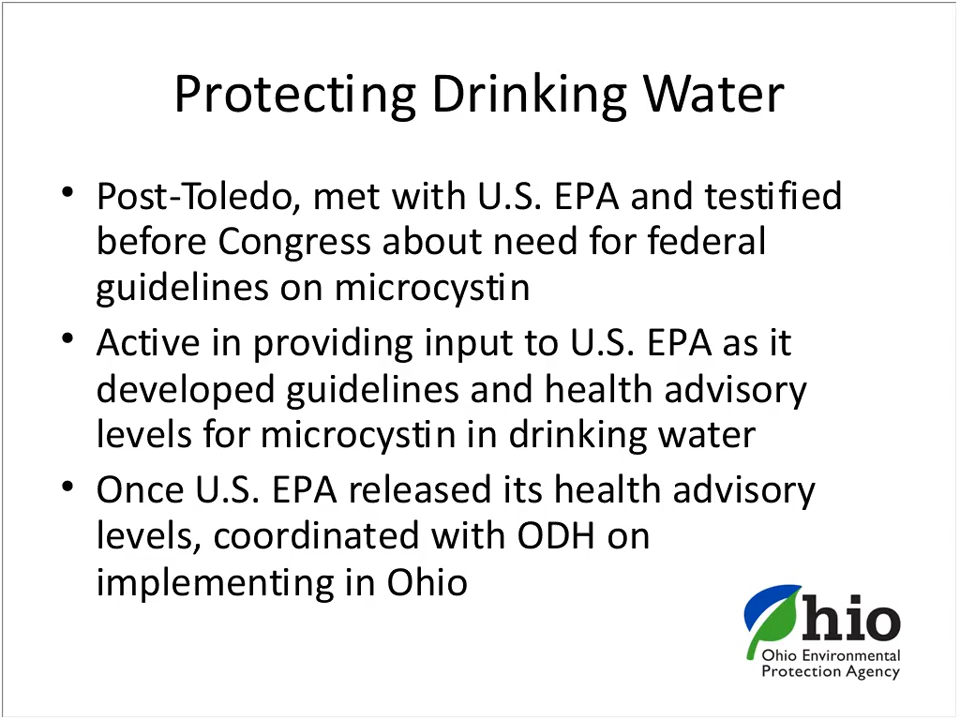 Protecting Drinking Water
• Post-Toledo, met with U.S. EPA and testified
before Congress about need for federal
guidelines on microcystin
• Active in providing input to U.S. EPA as it
developed guidelines and health advisory
levels for microcystin in drinking water
• Once U.S. EPA released its health advisory
levels, coordinated with ODH on
implementing in Ohio
Ohio
Ohio Environmental
Protection Agency